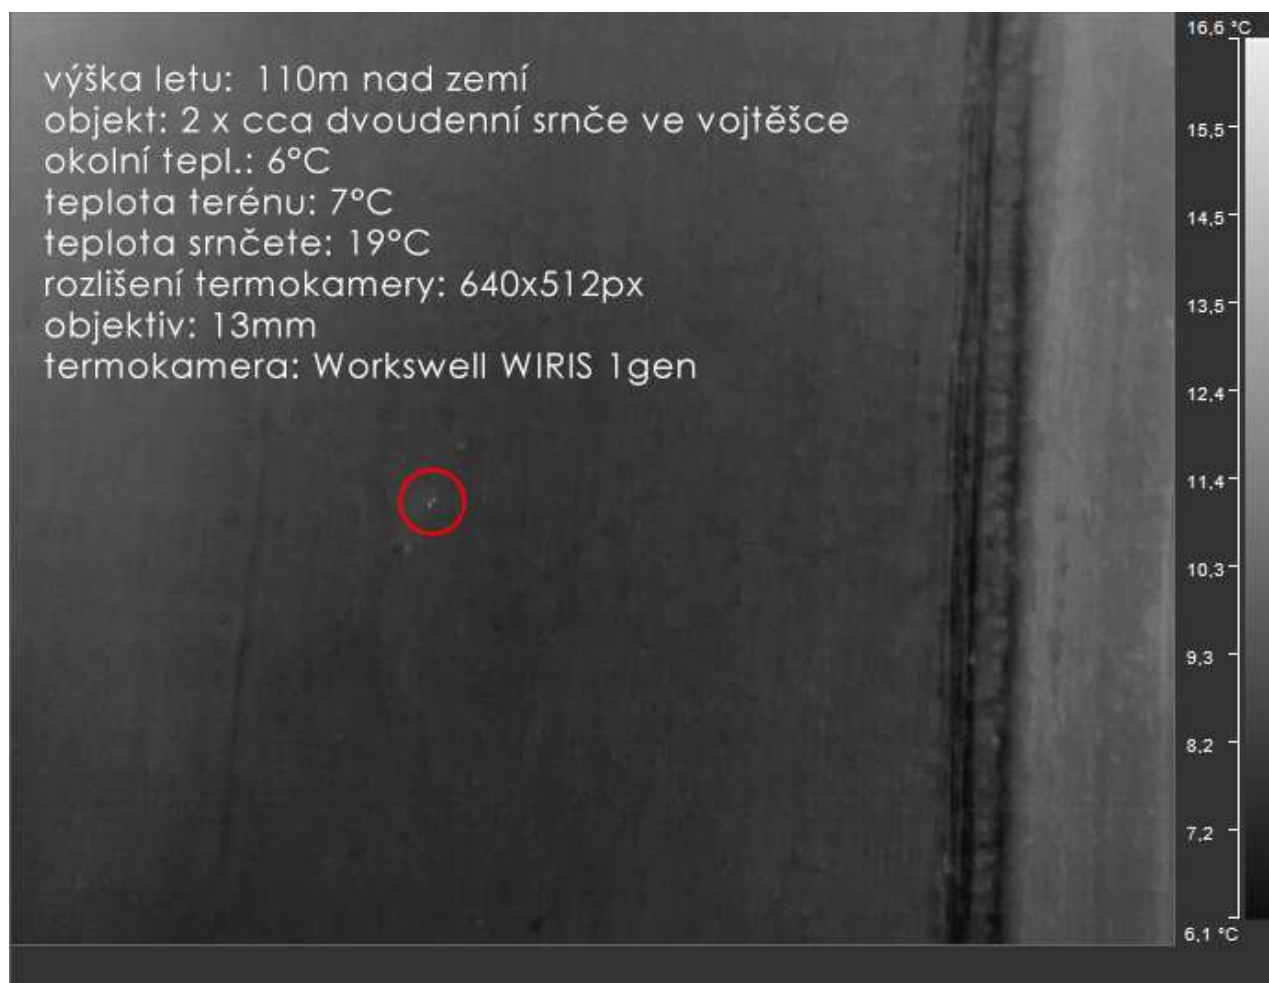 výška letu: 110m nad zemí
objekt: 2 x cca dvoudenní srnče ve vojtěšce
okolní tepl.: 6°C
teplota terénu: 7°C
teplota srnčete: 19°C
rozlišení termokamery: 640x512px
objektiv: 13mm
termokamera: Workswell WIRIS 1gen
16,6 °C
15,5
14,5
13,5
12,4
11,4
10,3
9,3
8,2
7,2
6,1 °C